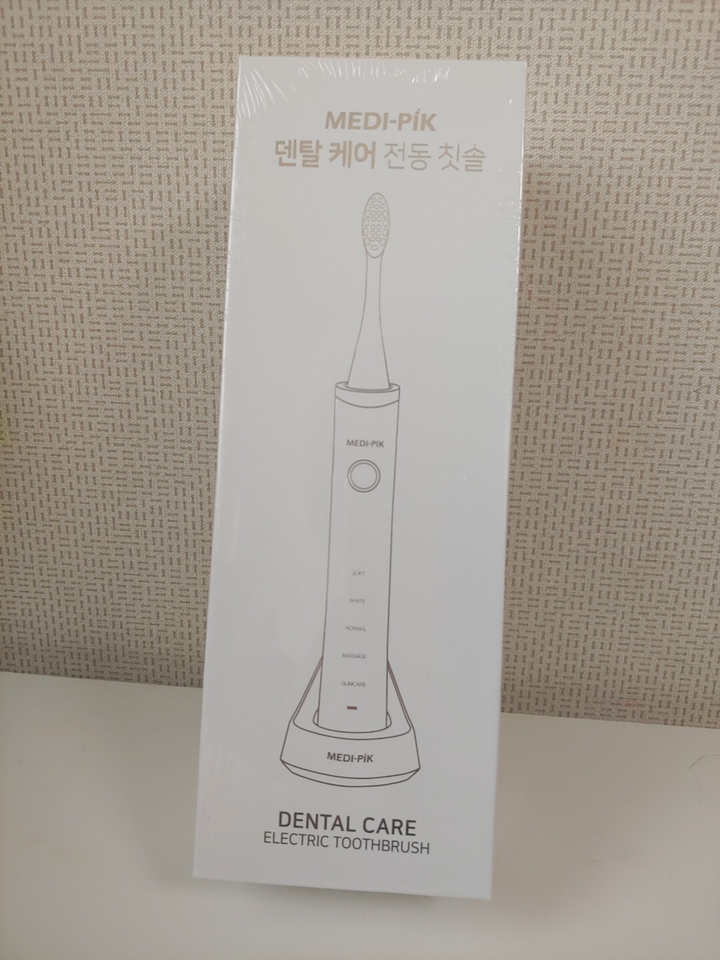 MEDI-PÍK
덴탈 케어 전동 칫솔
MEDI-PÍK
SOFT
WHITE
NORMAL
MASSAGE
GUMCARE
MEDI-PÍK
DENTAL CARE
ELECTRIC TOOTHBRUSH